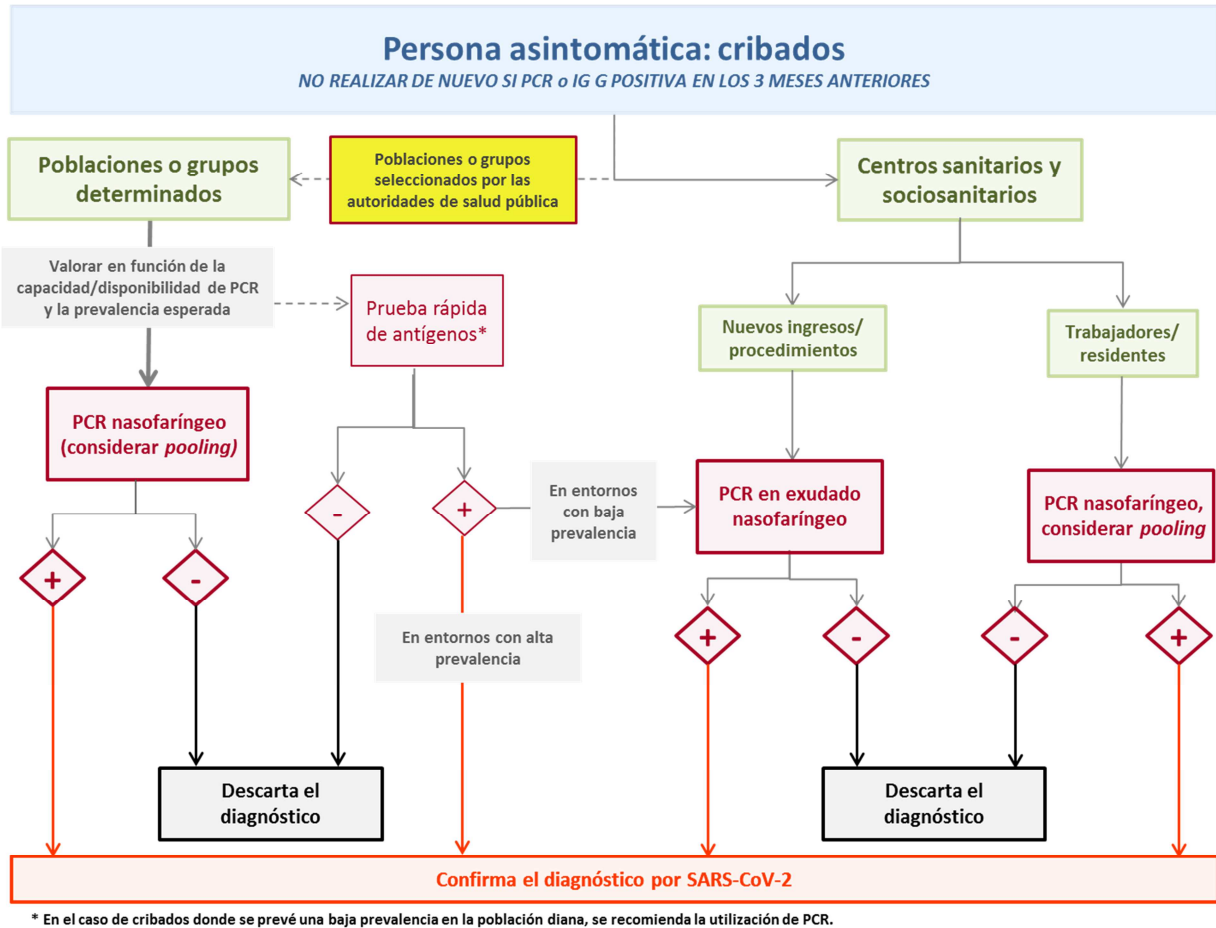 Persona asintomática: cribados
NO REALIZAR DE NUEVO SI PCR o IG G POSITIVA EN LOS 3 MESES ANTERIORES
Poblaciones o grupos
determinados
Poblaciones o grupos
seleccionados por las
autoridades de salud pública
Centros sanitarios y
sociosanitarios
Valorar en función de la
capacidad/disponibilidad de PCR
y la prevalencia esperada
Prueba rápida
de antígenos*
Nuevos ingresos/
procedimientos
Trabajadores/
residentes
PCR nasofaríngeo
(considerar pooling)
En entornos
con baja
prevalencia
PCR en exudado
nasofaríngeo
PCR nasofaríngeo,
considerar pooling
-
+
+
-
+
-
-
+
En entornos con alta
prevalencia
Descarta el
diagnóstico
Descarta el
diagnóstico
Confirma el diagnóstico por SARS-CoV-2
* En el caso de cribados donde se prevé una baja prevalencia en la población diana, se recomienda la utilización de PCR.